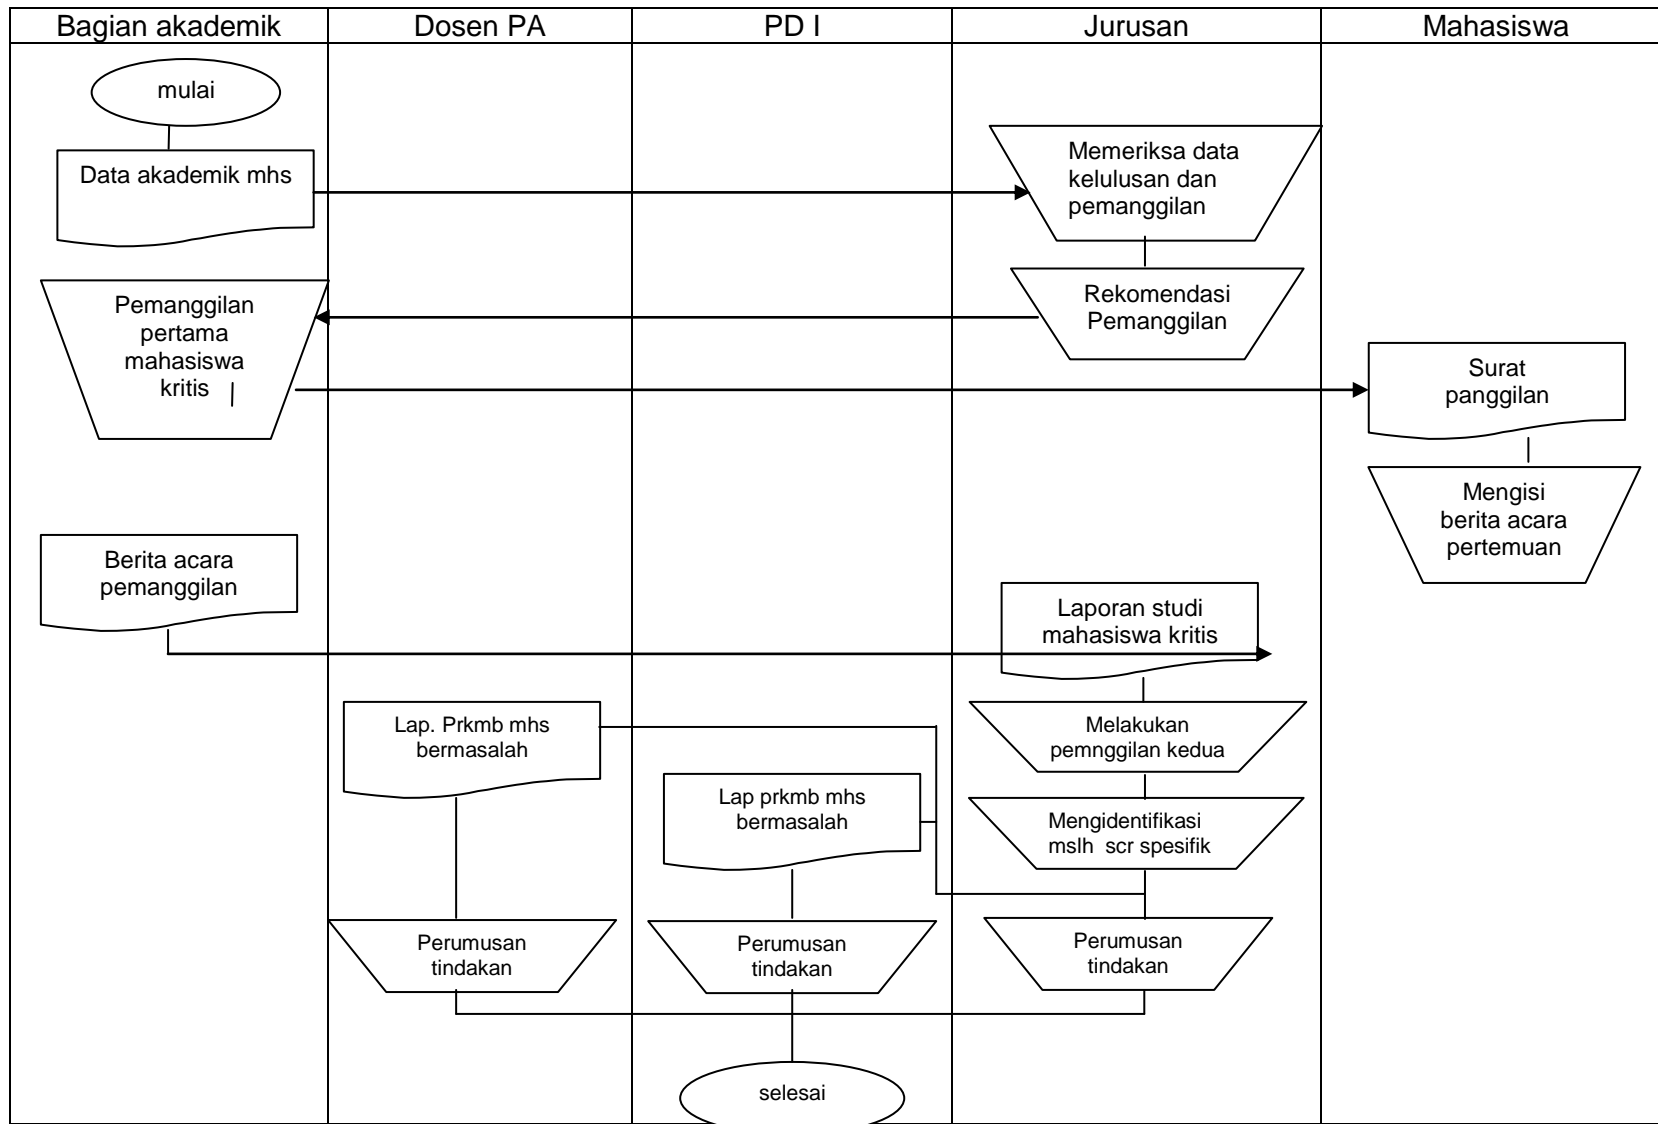 Bagian akademik
Dosen PA
PD I
Jurusan
Mahasiswa
mulai
Data akademik mhs
Memeriksa data
kelulusan dan
pemanggilan
Pemanggilan
pertama
mahasiswa
kritis
Rekomendasi
Pemanggilan
Surat
panggilan
Mengisi
berita acara
pertemuan
Berita acara
pemanggilan
Laporan studi
mahasiswa kritis
Lap. Prkmb mhs
bermasalah
Lap prkmb mhs
bermasalah
Melakukan
pemnggilan kedua
Mengidentifikasi
mslh scr spesifik
Perumusan
tindakan
Perumusan
tindakan
Perumusan
tindakan
selesai